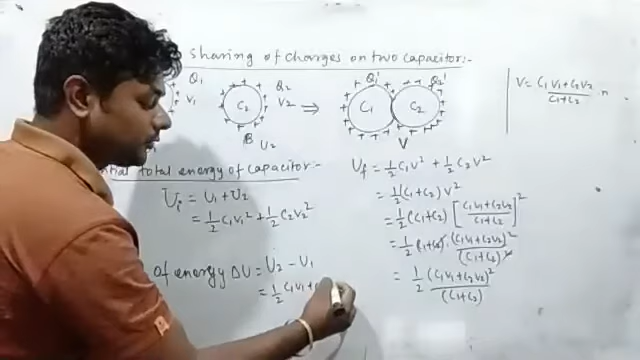 sharing of charges on two capacitor:-
Q1
V1
C2
Q2
V2
B U2
⇒
Q1' Q2'
C1 C2
V
V = C1V1+C2V2 / C1+C2
total energy of capacitor:-
Ui = U1 + U2
= 1/2 C1V1² + 1/2 C2V2²
of energy ΔU = U2 - U1
= 1/2 C1V1+
Uf = 1/2 C1V² + 1/2 C2V²
= 1/2 (C1+C2) V²
= 1/2 (C1+C2) [C1V1+C2V2 / C1+C2]²
= 1/2 (C1+C2) · (C1V1+C2V2)² / (C1+C2)²
= 1/2 (C1V1+C2V2)² / (C1+C2)